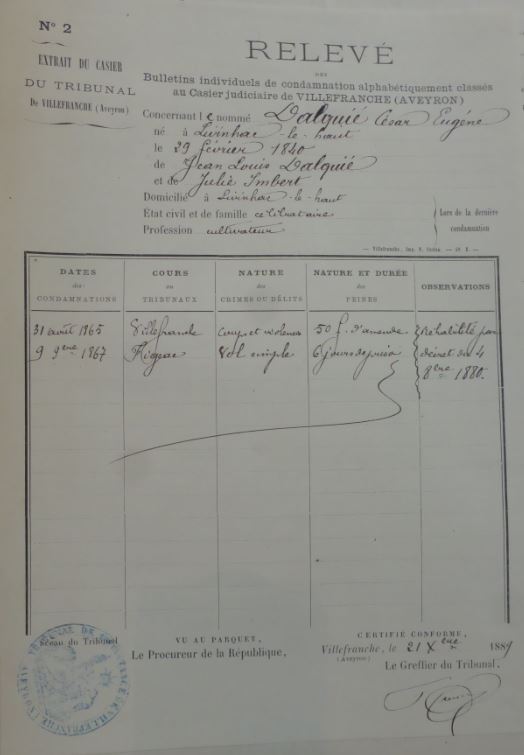 N° 2
EXTRAIT DU CASIER
DU TRIBUNAL
De VILLEFRANCHE (Aveyron)
RELEVÉ
DES
Bulletins individuels de condamnation alphabétiquement classés
au Casier judiciaire de VILLEFRANCHE (AVEYRON)
Concernant le nommé Dalquié César Eugène
né à Livinhac-le-haut
le 29 février 1840
de Jean Louis Dalquié
et de Julie Imbert
Domicilié à Livinhac-le-haut
État civil et de famille célibataire
Profession cultivateur
Lors de la dernière
condamnation
DATES
des
CONDAMNATIONS
COURS
ou
TRIBUNAUX
NATURE
des
CRIMES OU DÉLITS
NATURE ET DURÉE
des
PEINES
OBSERVATIONS
31 août 1865 Villefranche coups et violences 50 f. d'amende Réhabilité par
9 9bre 1867 Figeac Vol simple 6 jours de prison décret du 4
8bre 1880.
Sceau du Tribunal
VU AU PARQUET,
Le Procureur de la République,
CERTIFIÉ CONFORME,
Villefranche, le 21 Xbre 1889
(Aveyron)
Le Greffier du Tribunal,